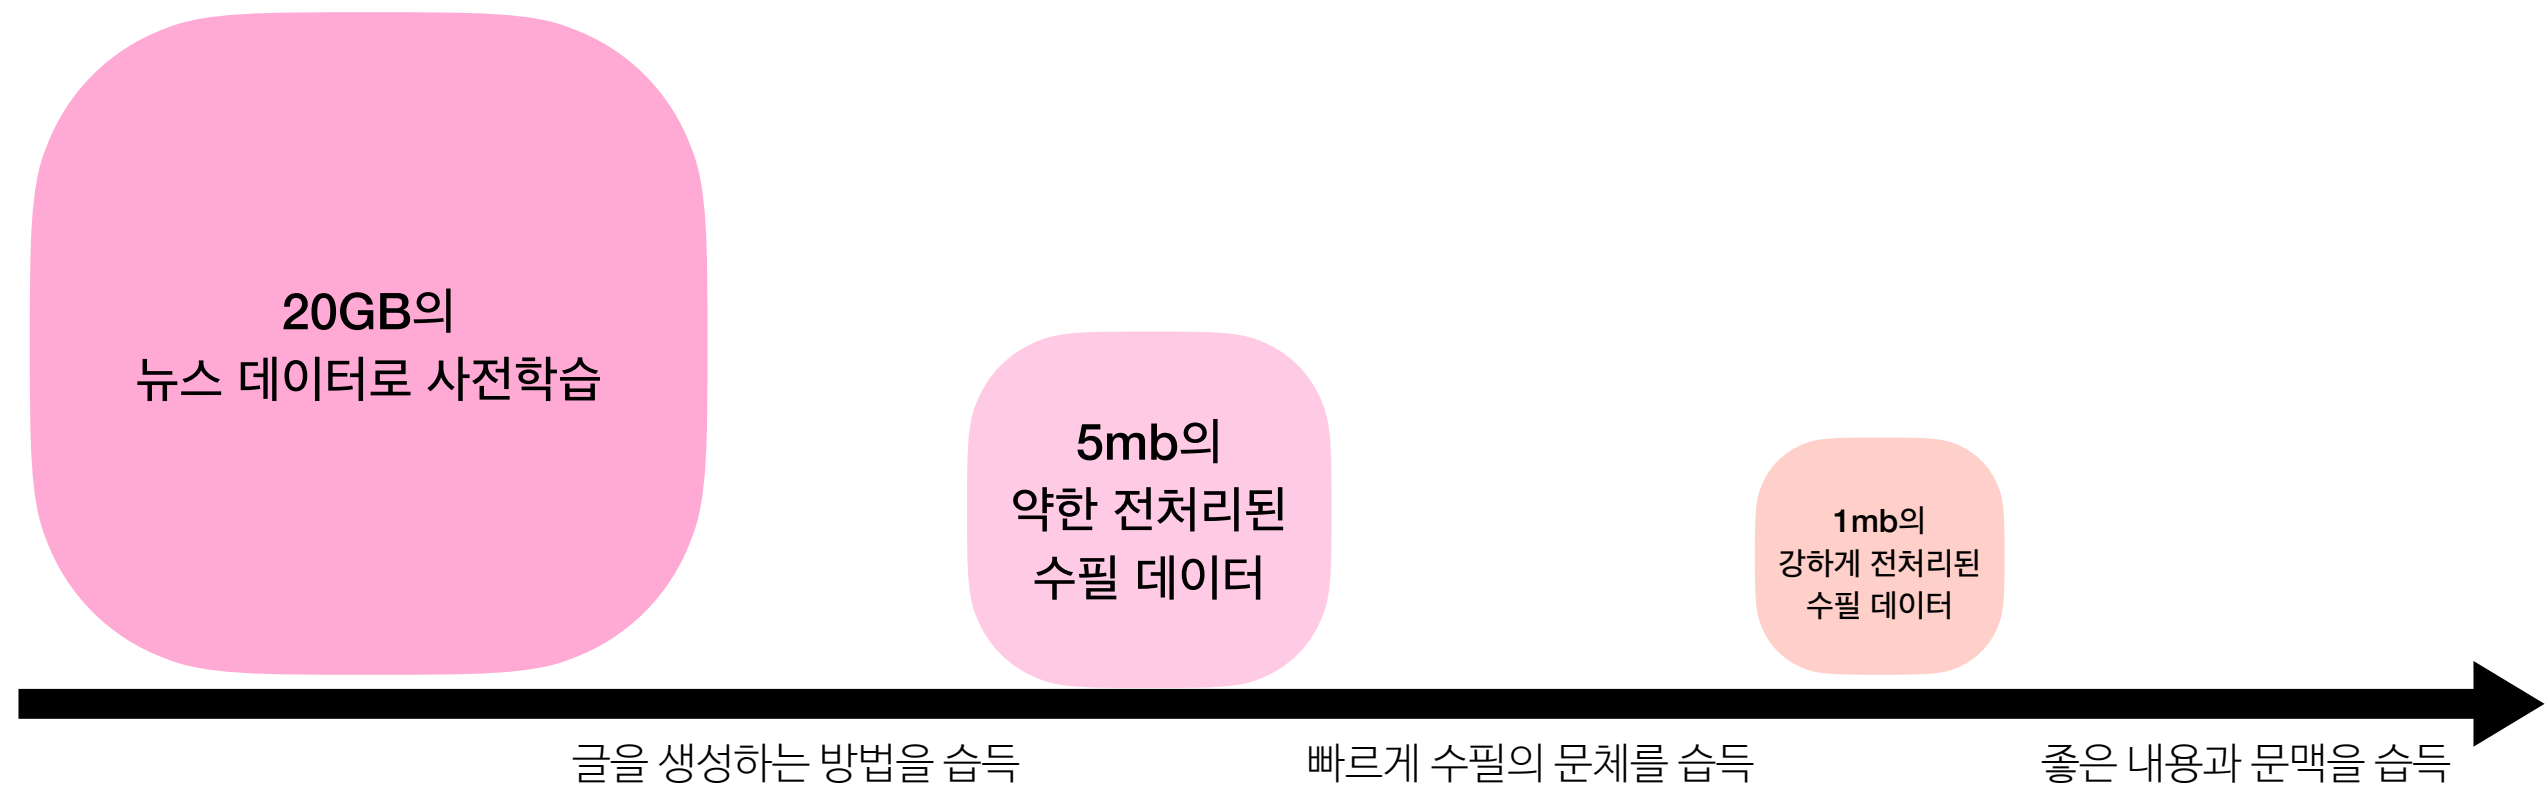 20GB의
뉴스 데이터로 사전학습
5mb의
약한 전처리된
수필 데이터
1mb의
강하게 전처리된
수필 데이터
글을 생성하는 방법을 습득
빠르게 수필의 문체를 습득
좋은 내용과 문맥을 습득